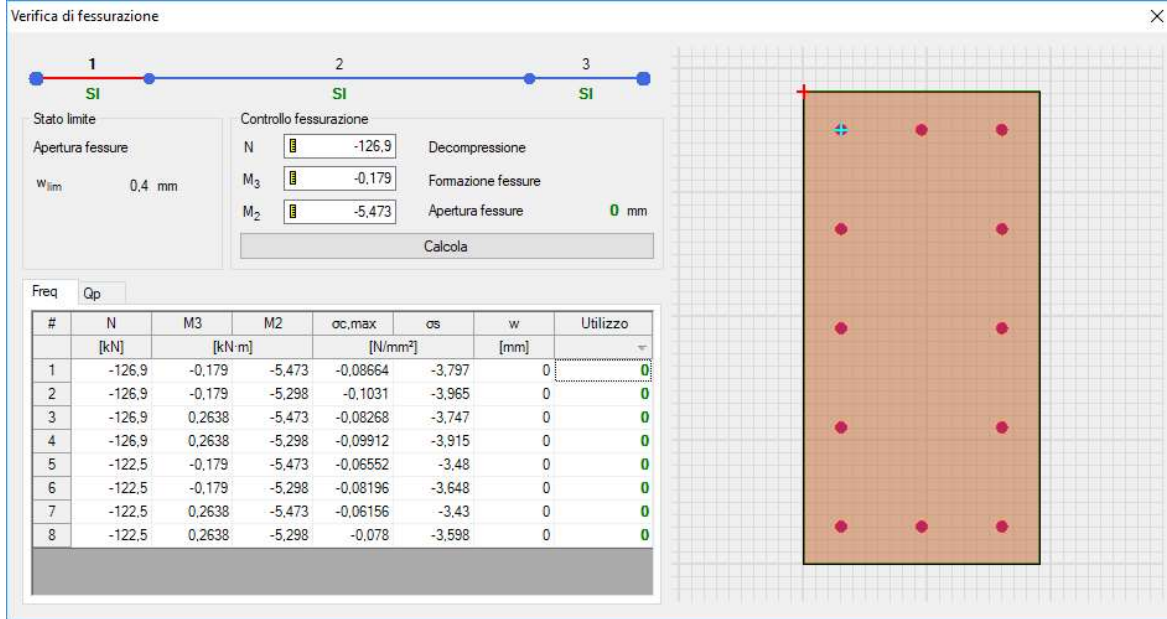 Verifica di fessurazione
1 2 3
SI SI SI
Stato limite
Apertura fessure
wlim 0,4 mm
Controllo fessurazione
N -126,9 Decompressione
M3 -0,179 Formazione fessure
M2 -5,473 Apertura fessure 0 mm
Calcola
Freq Qp
# N M3 M2 σc,max σs w Utilizzo
[kN] [kN·m] [N/mm²] [mm]
1 -126,9 -0,179 -5,473 -0,08664 -3,797 0 0
2 -126,9 -0,179 -5,298 -0,1031 -3,965 0 0
3 -126,9 0,2638 -5,473 -0,08268 -3,747 0 0
4 -126,9 0,2638 -5,298 -0,09912 -3,915 0 0
5 -122,5 -0,179 -5,473 -0,06552 -3,48 0 0
6 -122,5 -0,179 -5,298 -0,08196 -3,648 0 0
7 -122,5 0,2638 -5,473 -0,06156 -3,43 0 0
8 -122,5 0,2638 -5,298 -0,078 -3,598 0 0